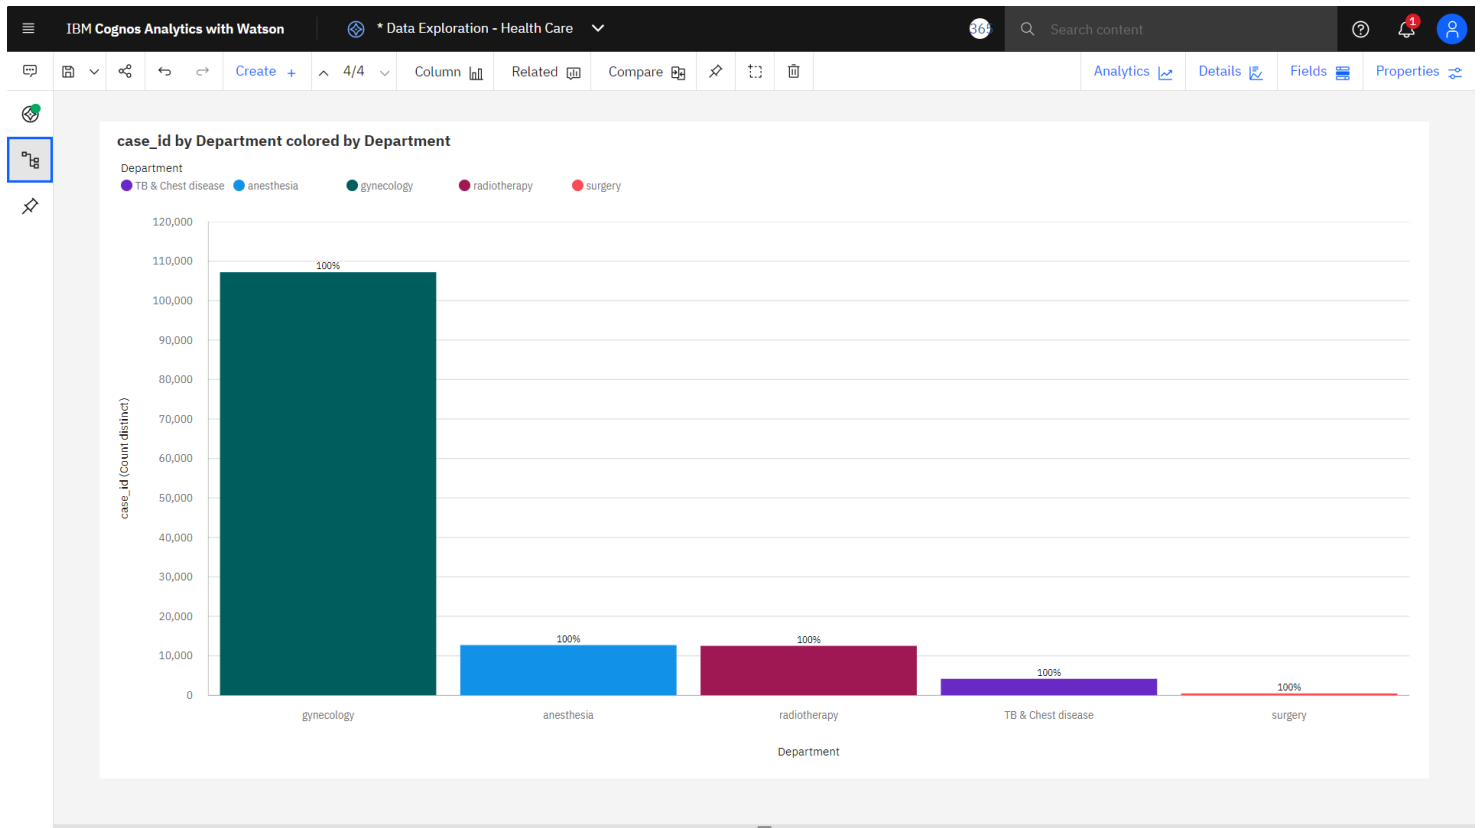 IBM Cognos Analytics with Watson
* Data Exploration - Health Care
365
Search content
1
Create +
4/4
Column
Related
Compare
Analytics
Details
Fields
Properties
case_id by Department colored by Department
Department
TB & Chest disease
anesthesia
gynecology
radiotherapy
surgery
case_id (Count distinct)
120,000
110,000
100,000
90,000
80,000
70,000
60,000
50,000
40,000
30,000
20,000
10,000
0
100%
100%
100%
100%
100%
gynecology
anesthesia
radiotherapy
TB & Chest disease
surgery
Department